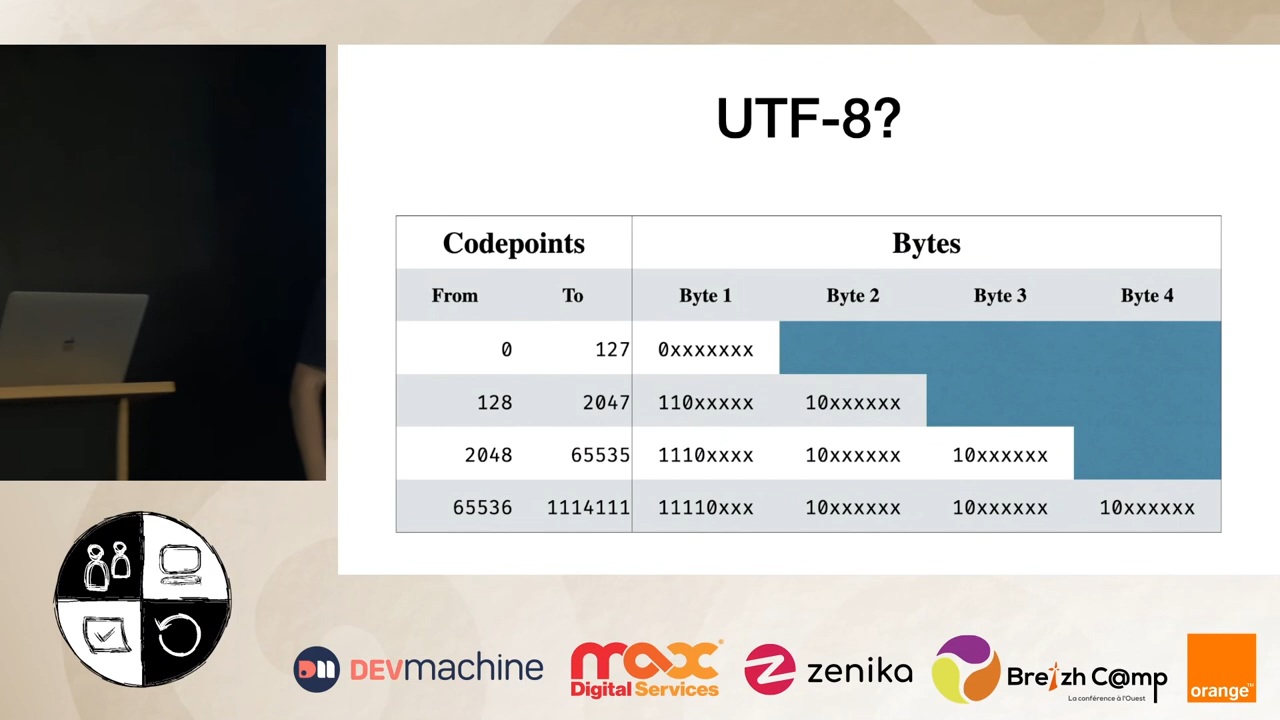 UTF-8?
Codepoints Bytes
From To Byte 1 Byte 2 Byte 3 Byte 4
0 127 0xxxxxxx
128 2047 110xxxxx 10xxxxxx
2048 65535 1110xxxx 10xxxxxx 10xxxxxx
65536 1114111 11110xxx 10xxxxxx 10xxxxxx 10xxxxxx
DEVmachine
max®
Digital Services
zenika
Breizh C@mp
La conférence à l'Ouest
orange™